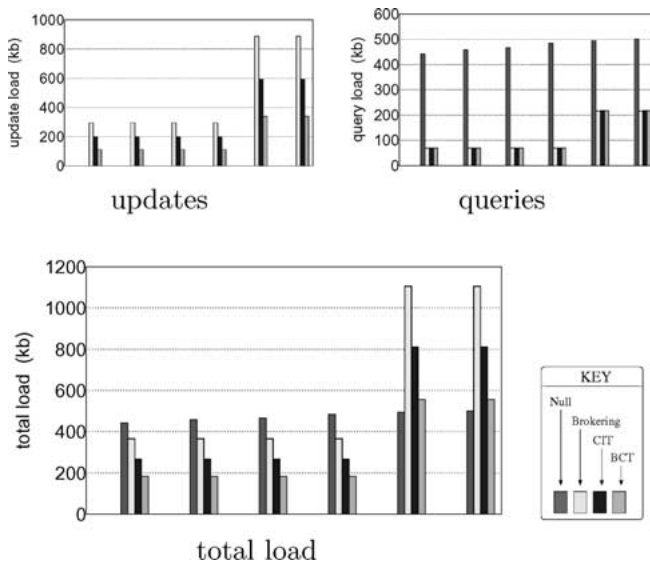 1000
800
600
400
200
0
update load (kb)
updates
600
500
400
300
200
100
0
query load (kb)
queries
1200
1000
800
600
400
200
0
total load (kb)
total load
KEY
Null
Brokering
CIT
BCT